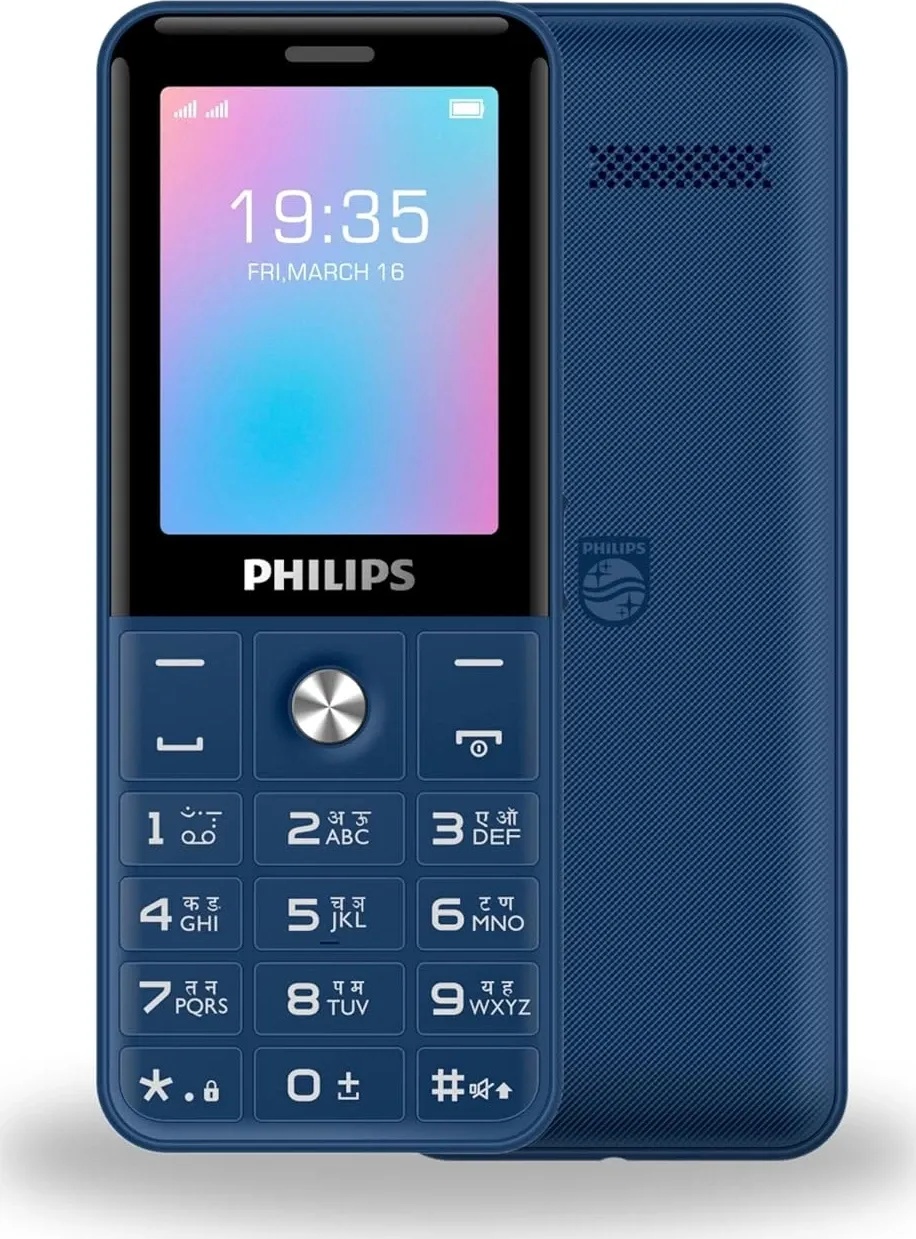 19:35
FRI,MARCH 16
PHILIPS
PHILIPS
1
2 अ ऊ
ABC
3 ए ऑ
DEF
4 क ङ
GHI
5 च ञ
JKL
6 ट ण
MNO
7 त न
PQRS
8 प म
TUV
9 य ह
WXYZ
* .
0 +
#